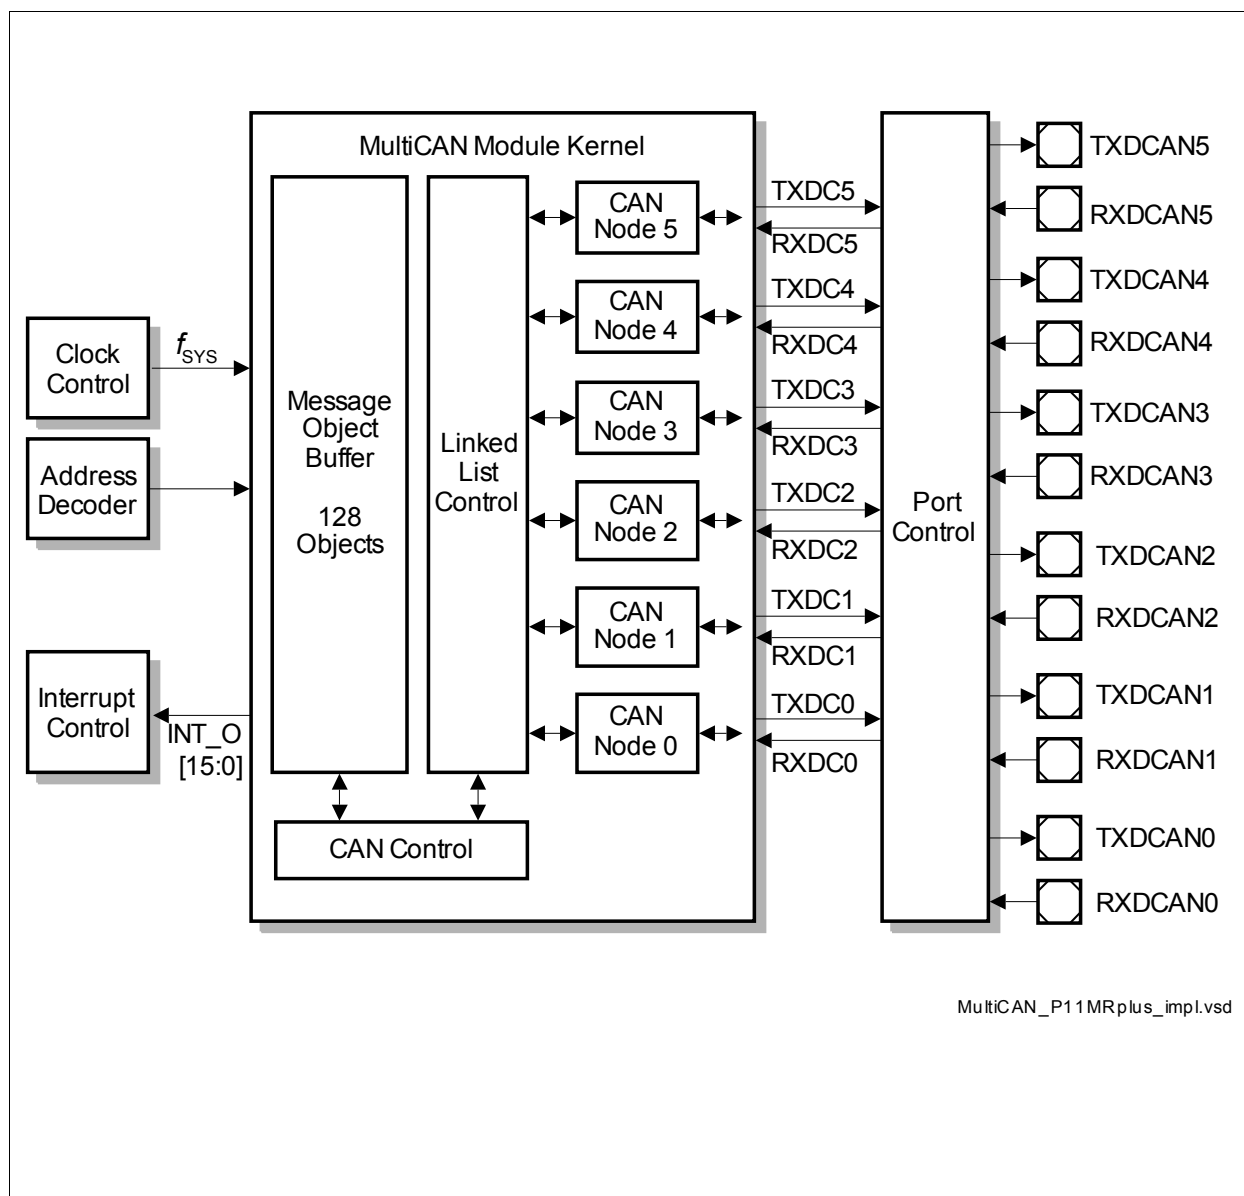 MultiCAN Module Kernel
Clock
Control
fSYS
Address
Decoder
Interrupt
Control
INT_O
[15:0]
Message
Object
Buffer
128
Objects
Linked
List
Control
CAN Control
CAN
Node 5
CAN
Node 4
CAN
Node 3
CAN
Node 2
CAN
Node 1
CAN
Node 0
TXDC5
RXDC5
TXDC4
RXDC4
TXDC3
RXDC3
TXDC2
RXDC2
TXDC1
RXDC1
TXDC0
RXDC0
Port
Control
TXDCAN5
RXDCAN5
TXDCAN4
RXDCAN4
TXDCAN3
RXDCAN3
TXDCAN2
RXDCAN2
TXDCAN1
RXDCAN1
TXDCAN0
RXDCAN0
MultiCAN_P11MRplus_impl.vsd